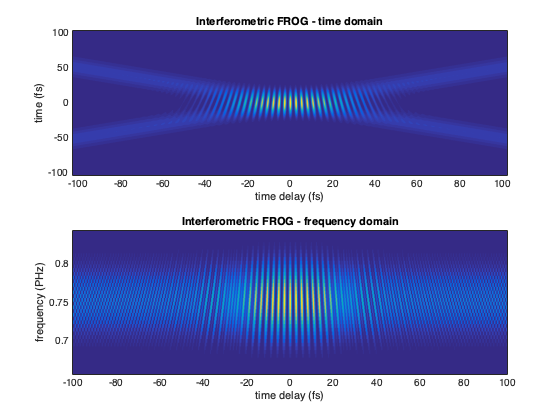 Interferometric FROG - time domain
100
50
0
-50
-100
time (fs)
-100 -80 -60 -40 -20 0 20 40 60 80 100
time delay (fs)
Interferometric FROG - frequency domain
0.8
0.75
0.7
frequency (PHz)
-100 -80 -60 -40 -20 0 20 40 60 80 100
time delay (fs)